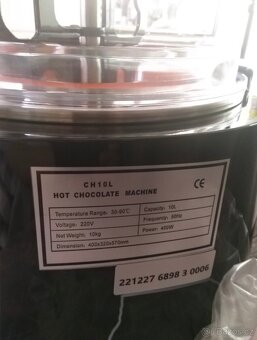 CH10L
CE
HOT CHOCOLATE MACHINE
Temperature Range: 30-90℃ Capacity: 10L
Voltage: 220V Frequency: 50Hz
Net Weight: 10kg Power: 400W
Dimension: 400x320x570mm
221227 6898 3 0006